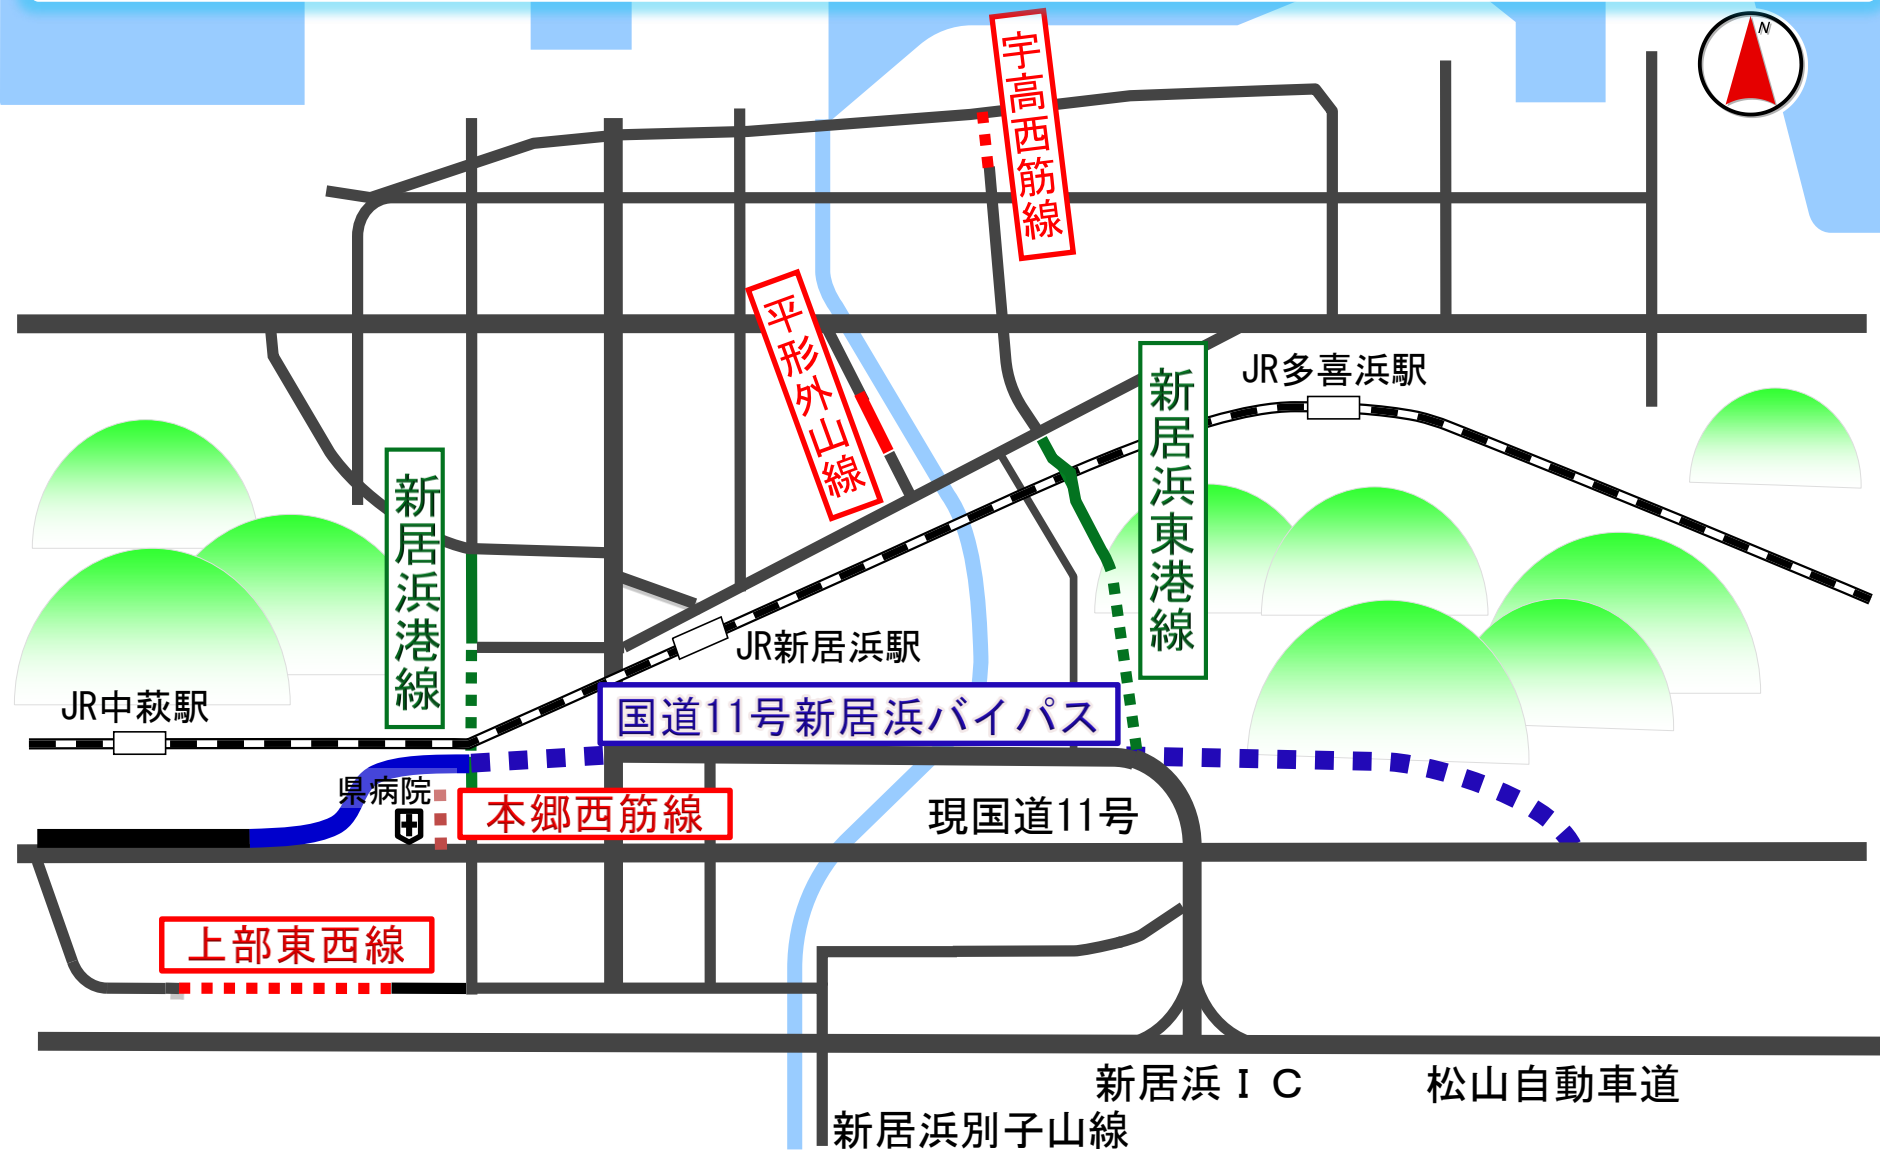 N
宇高西筋線
平形外山線
新居浜東港線
JR多喜浜駅
新居浜港線
JR新居浜駅
JR中萩駅
国道11号新居浜バイパス
県病院
本郷西筋線
現国道11号
上部東西線
新居浜ＩＣ
松山自動車道
新居浜別子山線